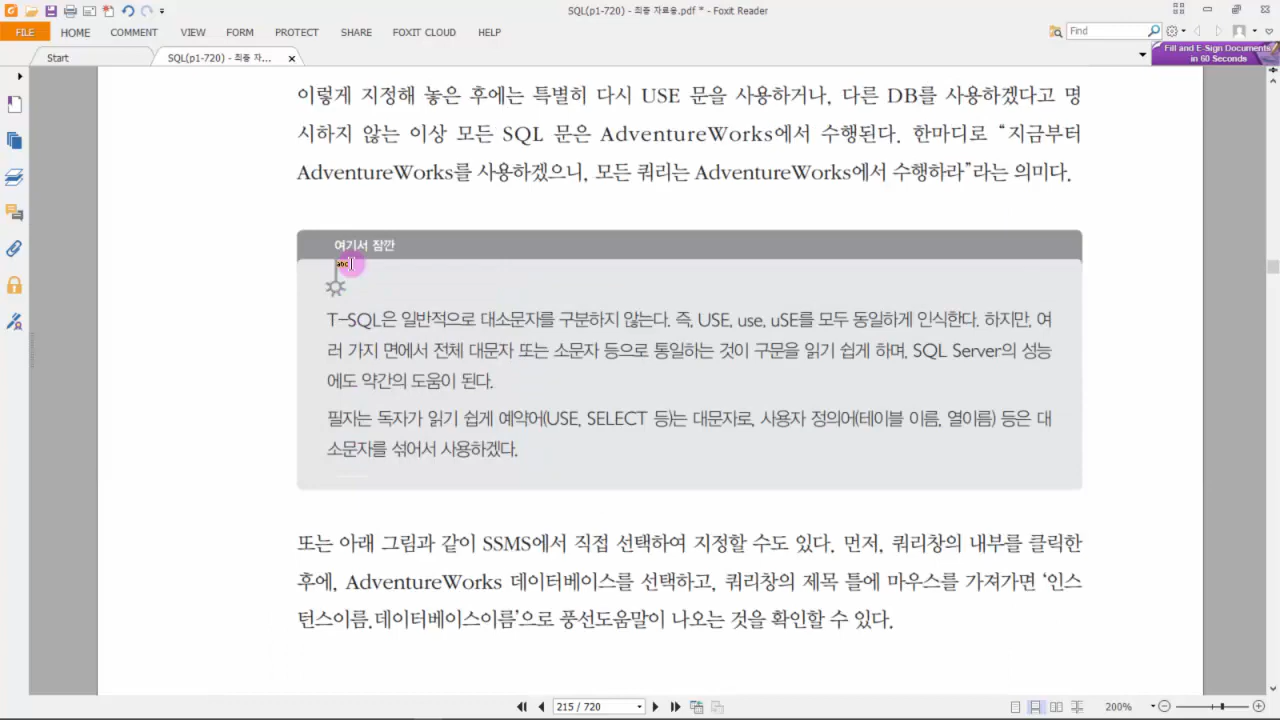 SQL(p1-720) - 최종 자료용.pdf * - Foxit Reader
FILE HOME COMMENT VIEW FORM PROTECT SHARE FOXIT CLOUD HELP Find
Start SQL(p1-720) - 최종 자료... Fill and E-Sign Documents
in 60 Seconds
이렇게 지정해 놓은 후에는 특별히 다시 USE 문을 사용하거나, 다른 DB를 사용하겠다고 명
시하지 않는 이상 모든 SQL 문은 AdventureWorks에서 수행된다. 한마디로 “지금부터
AdventureWorks를 사용하겠으니, 모든 쿼리는 AdventureWorks에서 수행하라”라는 의미다.
여기서 잠깐
abc
T-SQL은 일반적으로 대소문자를 구분하지 않는다. 즉, USE, use, uSE를 모두 동일하게 인식한다. 하지만, 여
러 가지 면에서 전체 대문자 또는 소문자 등으로 통일하는 것이 구문을 읽기 쉽게 하며, SQL Server의 성능
에도 약간의 도움이 된다.
필자는 독자가 읽기 쉽게 예약어(USE, SELECT 등)는 대문자로, 사용자 정의어(테이블 이름, 열이름) 등은 대
소문자를 섞어서 사용하겠다.
또는 아래 그림과 같이 SSMS에서 직접 선택하여 지정할 수도 있다. 먼저, 쿼리창의 내부를 클릭한
후에, AdventureWorks 데이터베이스를 선택하고, 쿼리창의 제목 틀에 마우스를 가져가면 ‘인스
턴스이름.데이터베이스이름’으로 풍선도움말이 나오는 것을 확인할 수 있다.
215 / 720 200%